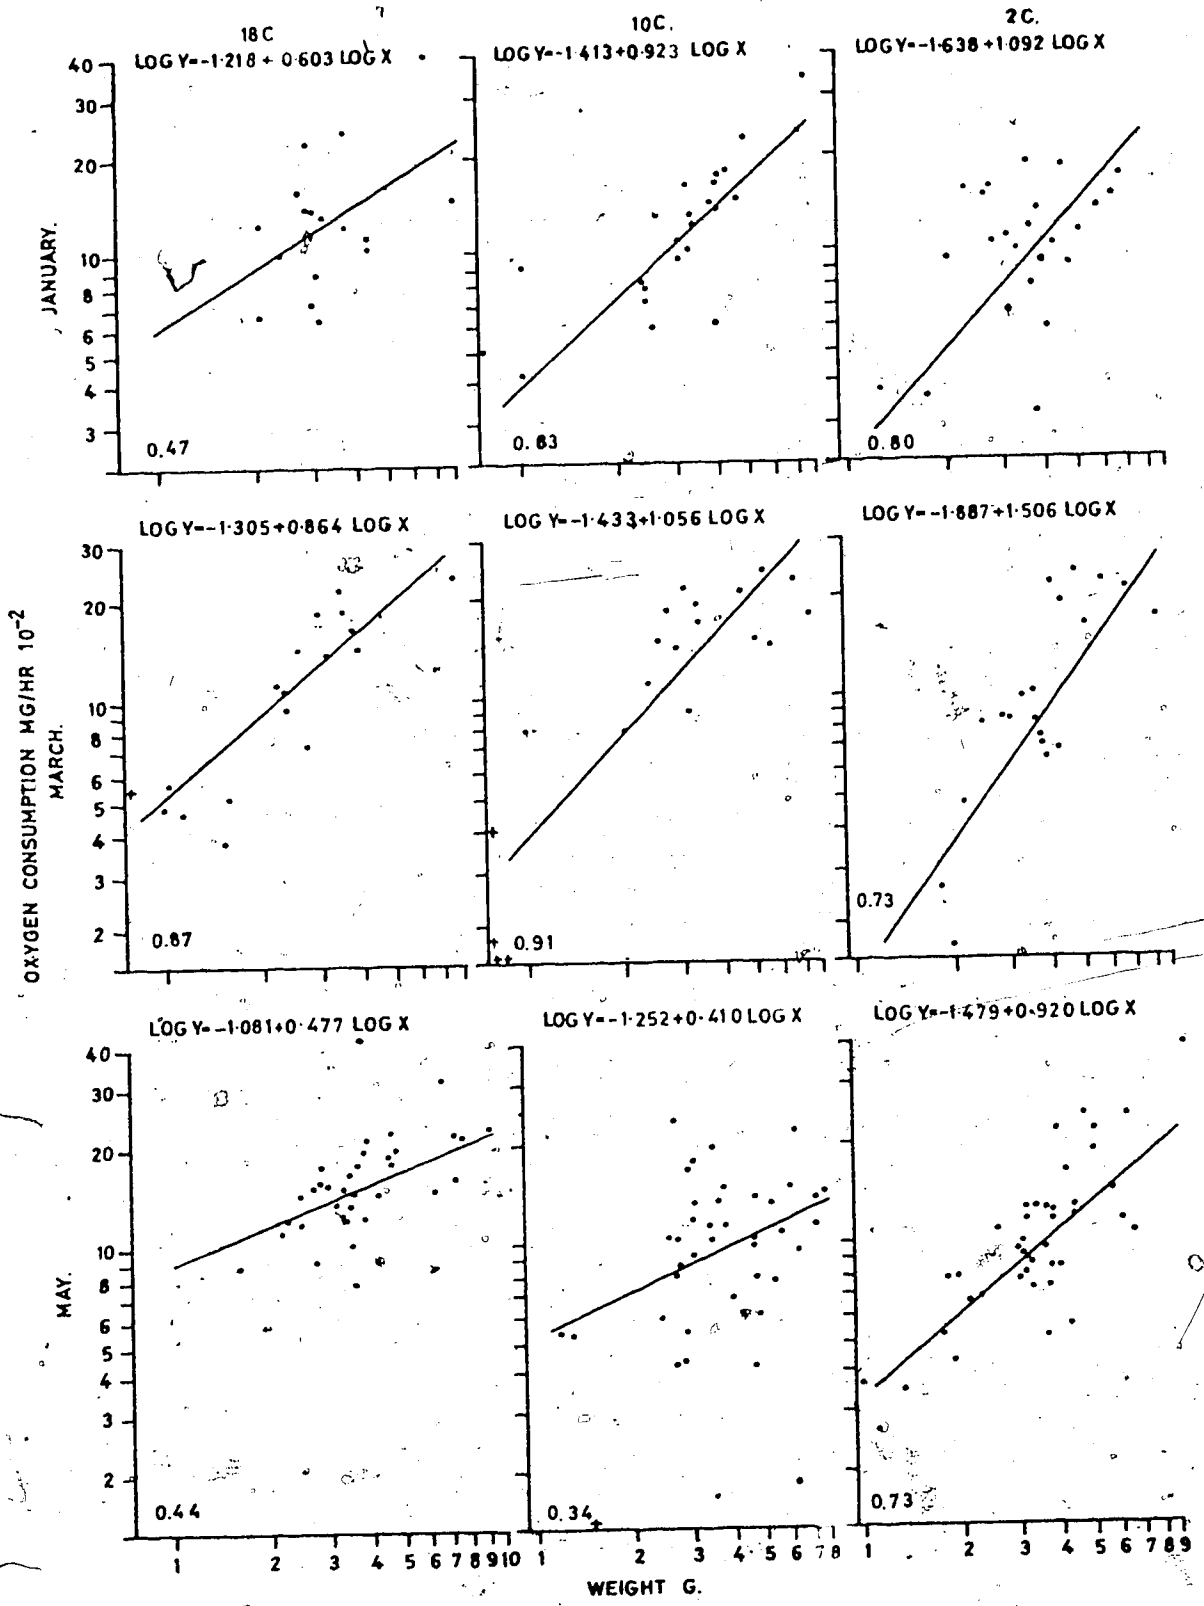 18C 10C. 2C.
LOG Y=-1·218 + 0·603 LOG X LOG Y=-1·413+0·923 LOG X LOG Y=-1·638+1·092 LOG X
40
30
20
10
8
6
5
4
3
JANUARY.
0.47 0.83 0.80
LOG Y=-1·305+0·864 LOG X LOG Y=-1·433+1·056 LOG X LOG Y=-1·887+1·506 LOG X
30
20
10
8
6
5
4
3
2
OXYGEN CONSUMPTION MG/HR 10⁻²
MARCH.
0.87 0.91 0.73
LOG Y=-1·081+0·477 LOG X LOG Y=-1·252+0·410 LOG X LOG Y=-1·479+0·920 LOG X
40
30
20
10
8
6
5
4
3
2
MAY.
0.44 0.34 0.73
1 2 3 4 5 6 7 8 9 10 1 2 3 4 5 6 7 8 1 2 3 4 5 6 7 8 9
WEIGHT G.